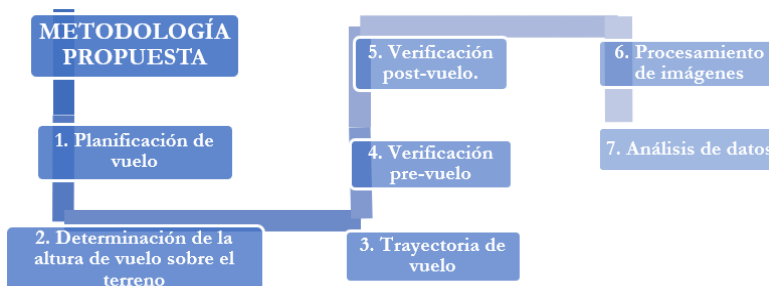 METODOLOGÍA
PROPUESTA
1. Planificación de
vuelo
2. Determinación de la
altura de vuelo sobre el
terreno
3. Trayectoria de
vuelo
4. Verificación
pre-vuelo
5. Verificación
post-vuelo.
6. Procesamiento
de imágenes
7. Análisis de datos